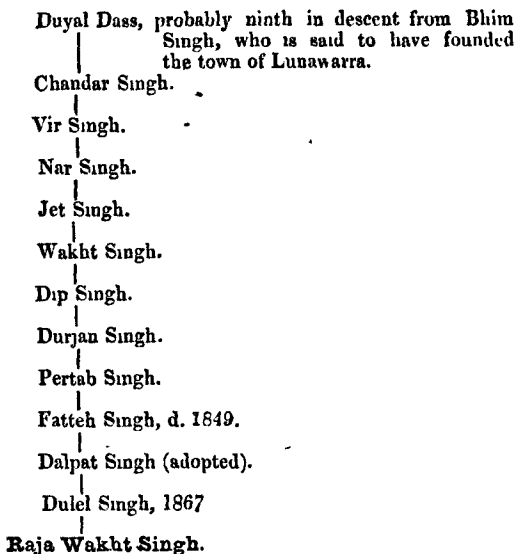 Duyal Dass, probably ninth in descent from Bhim
Singh, who is said to have founded
the town of Lunawarra.
Chandar Singh.
Vir Singh.
Nar Singh.
Jet Singh.
Wakht Singh.
Dip Singh.
Durjan Singh.
Pertab Singh.
Fatteh Singh, d. 1849.
Dalpat Singh (adopted).
Dulel Singh, 1867
Raja Wakht Singh.